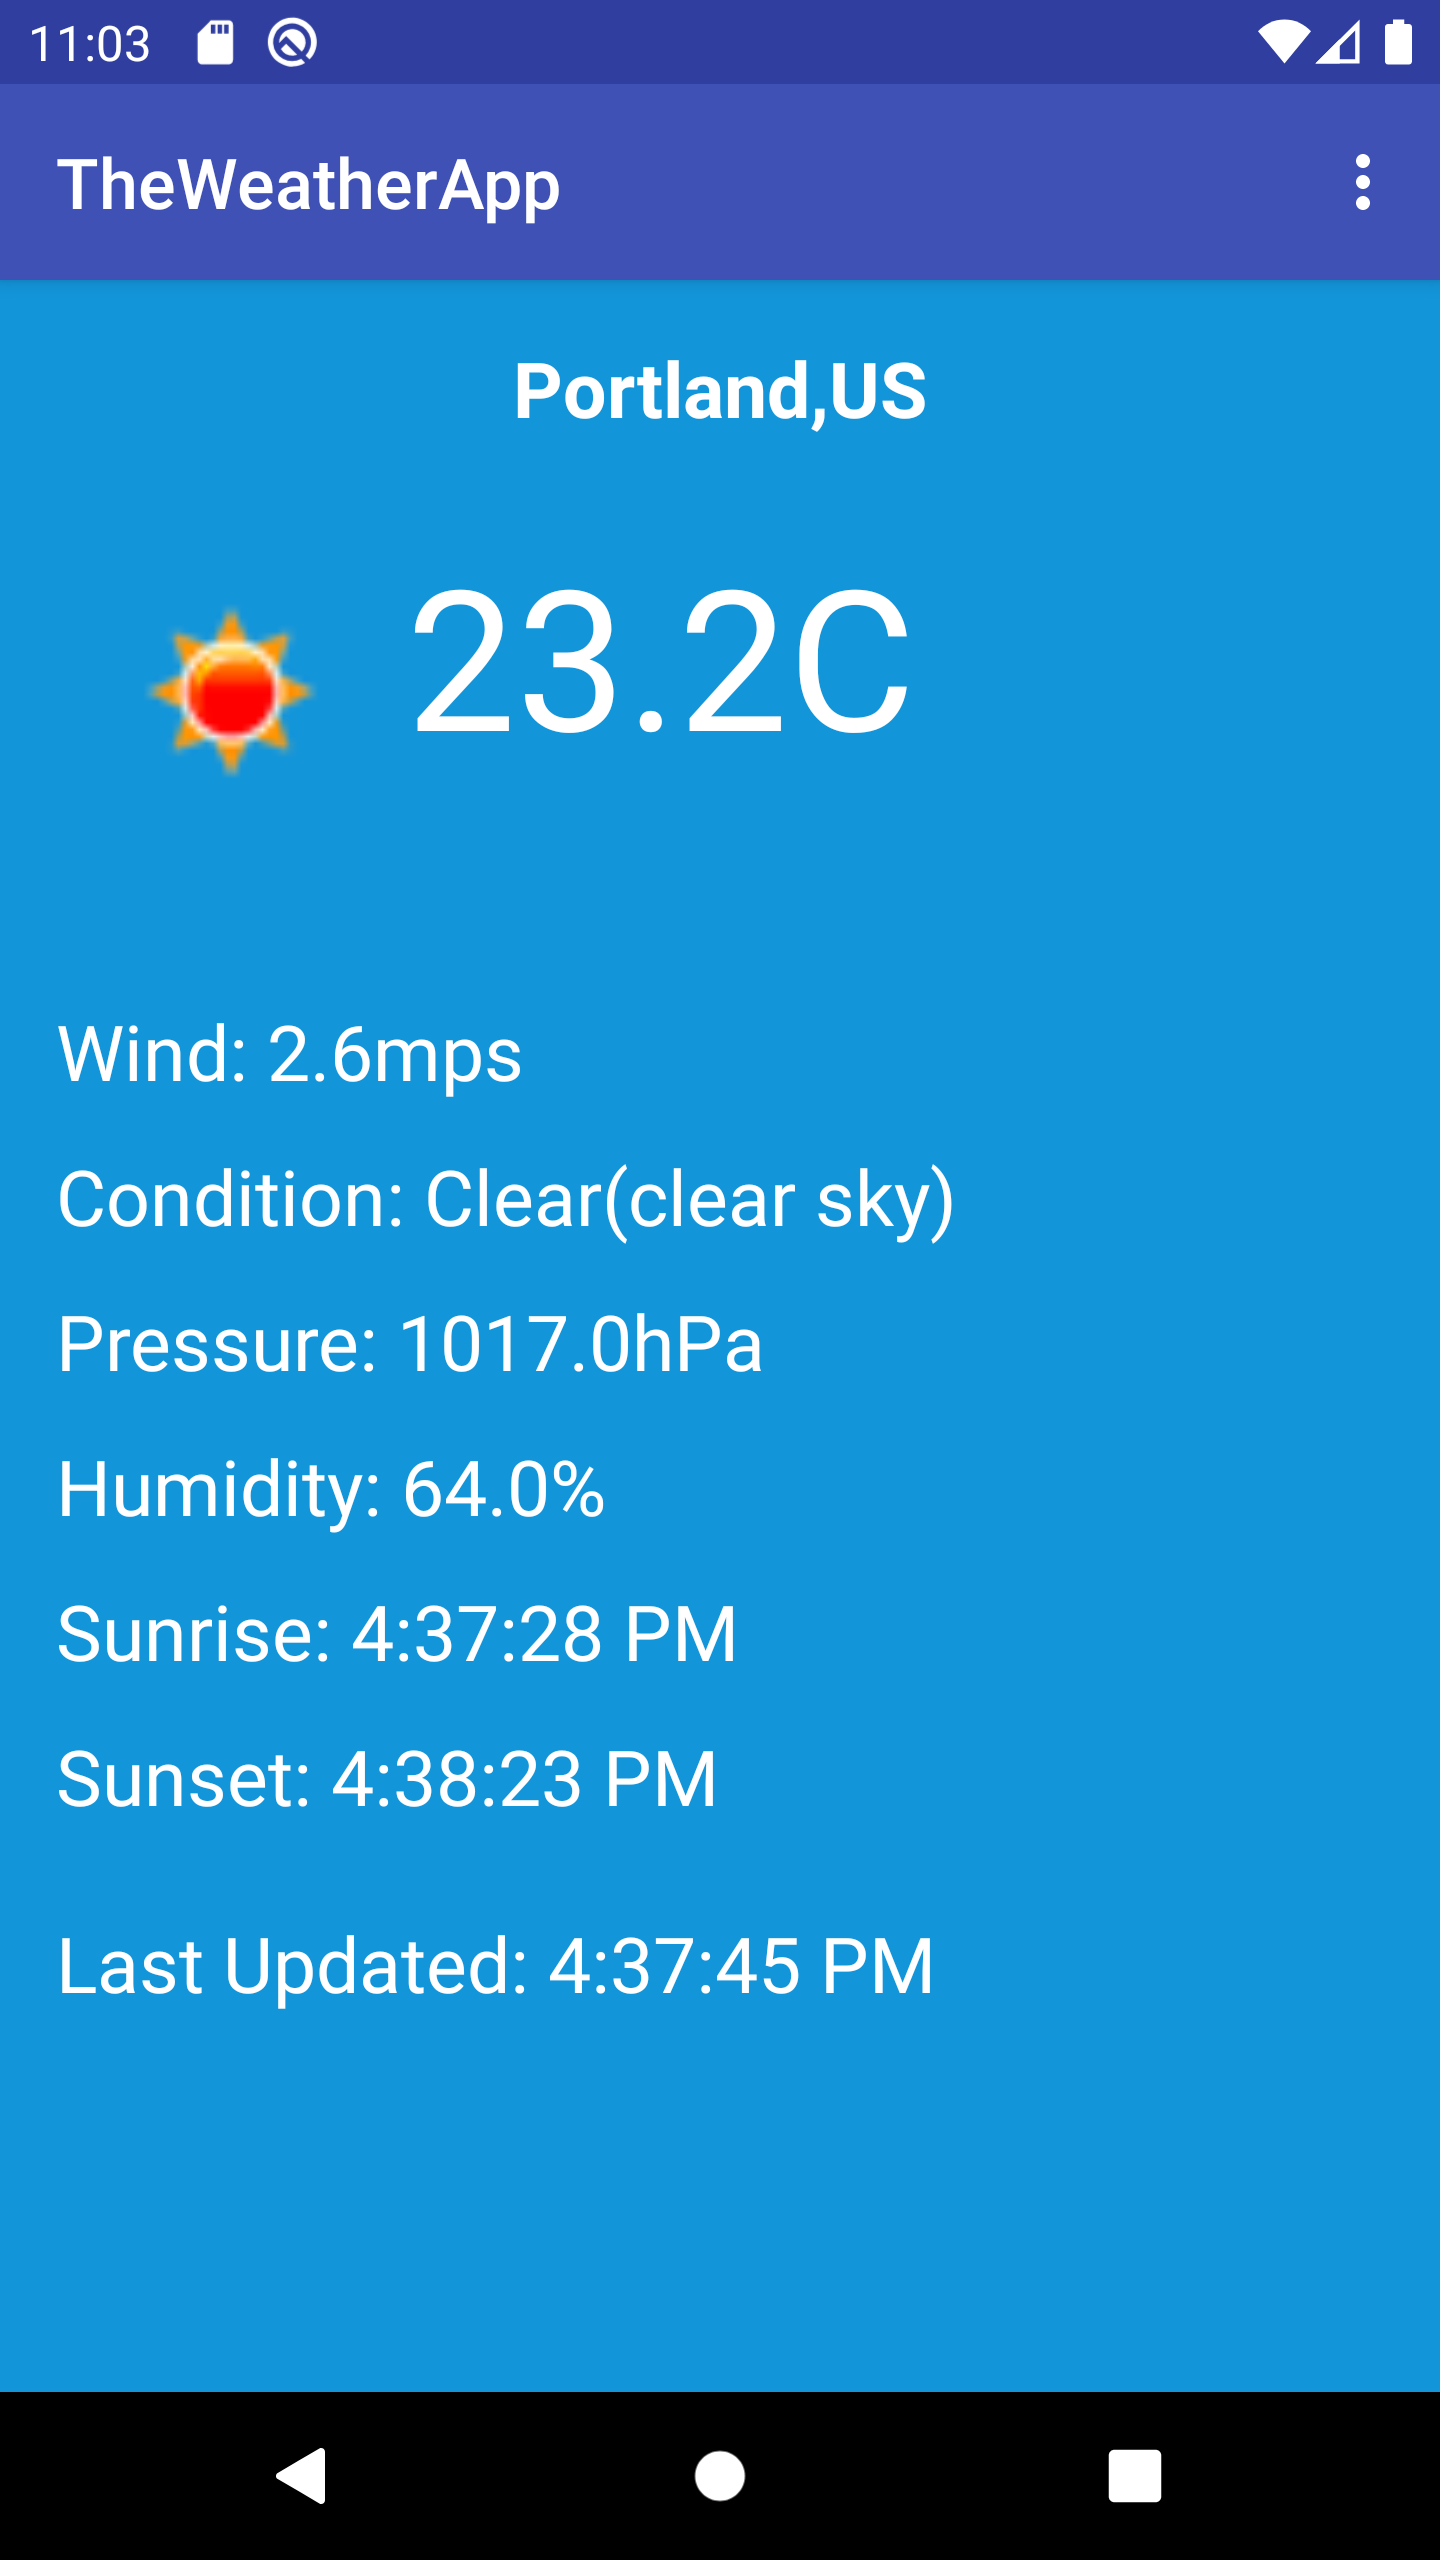 11:03
TheWeatherApp
Portland,US
23.2C
Wind: 2.6mps
Condition: Clear(clear sky)
Pressure: 1017.0hPa
Humidity: 64.0%
Sunrise: 4:37:28 PM
Sunset: 4:38:23 PM
Last Updated: 4:37:45 PM